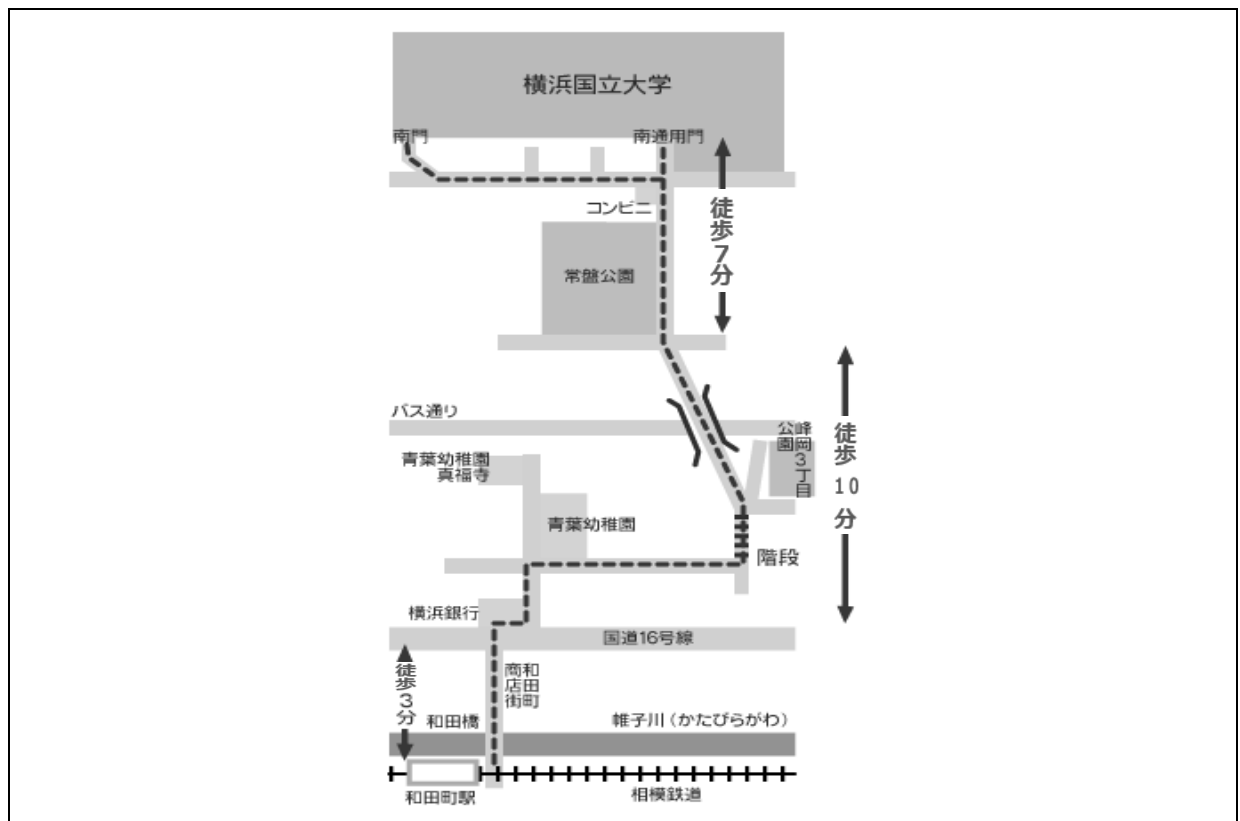 横浜国立大学
南門
南通用門
コンビニ
徒歩7分
常盤公園
バス通り
峰岡3丁目
公園
徒歩10分
青葉幼稚園
真福寺
青葉幼稚園
階段
横浜銀行
国道16号線
徒歩3分
和田町
商店街
和田橋
帷子川(かたびらがわ)
和田町駅
相模鉄道